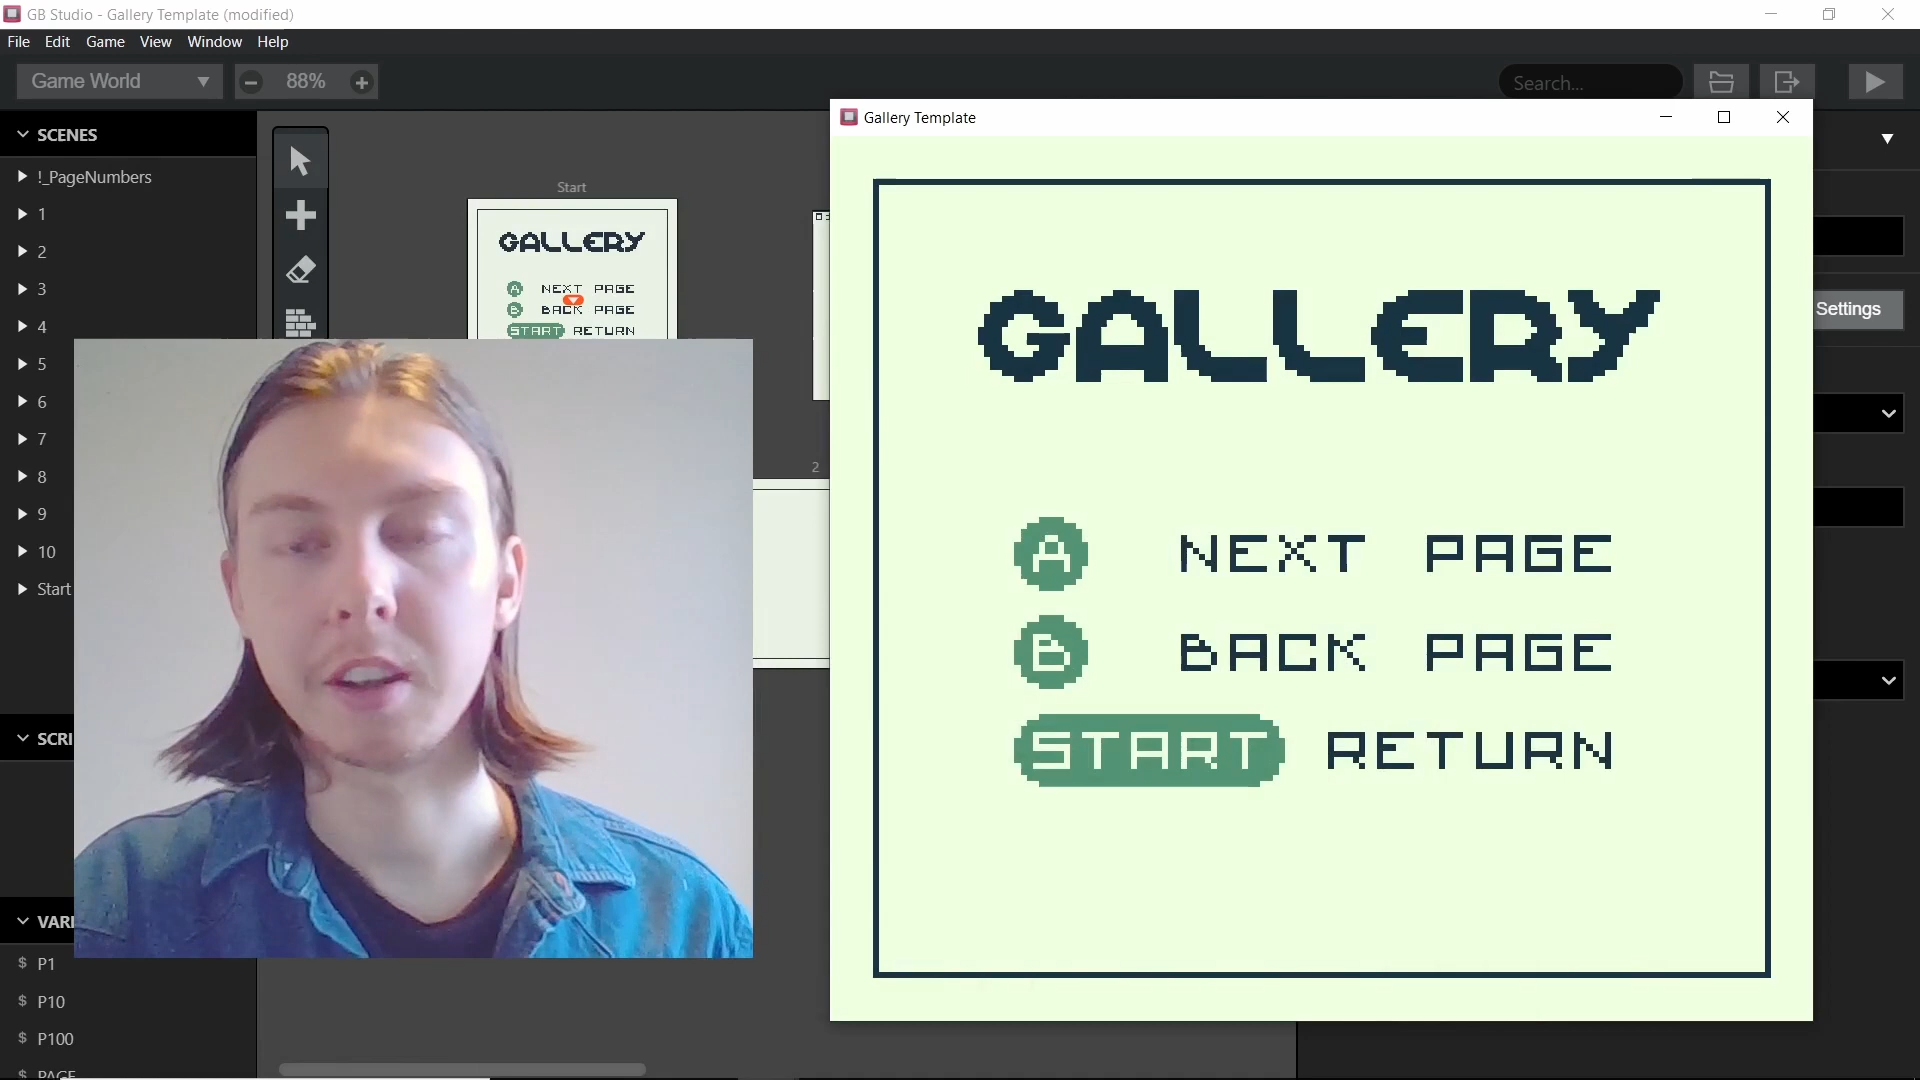 GB Studio - Gallery Template (modified)
File Edit Game View Window Help
Game World 88% Search...
SCENES
!_PageNumbers
1
2
3
4
5
6
7
8
9
10
Start
SCRI
VARI
$ P1
$ P10
$ P100
$ PAGE
Start
GALLERY
A NEXT PAGE
B BACK PAGE
START RETURN
2
Gallery Template
GALLERY
A NEXT PAGE
B BACK PAGE
START RETURN
Settings